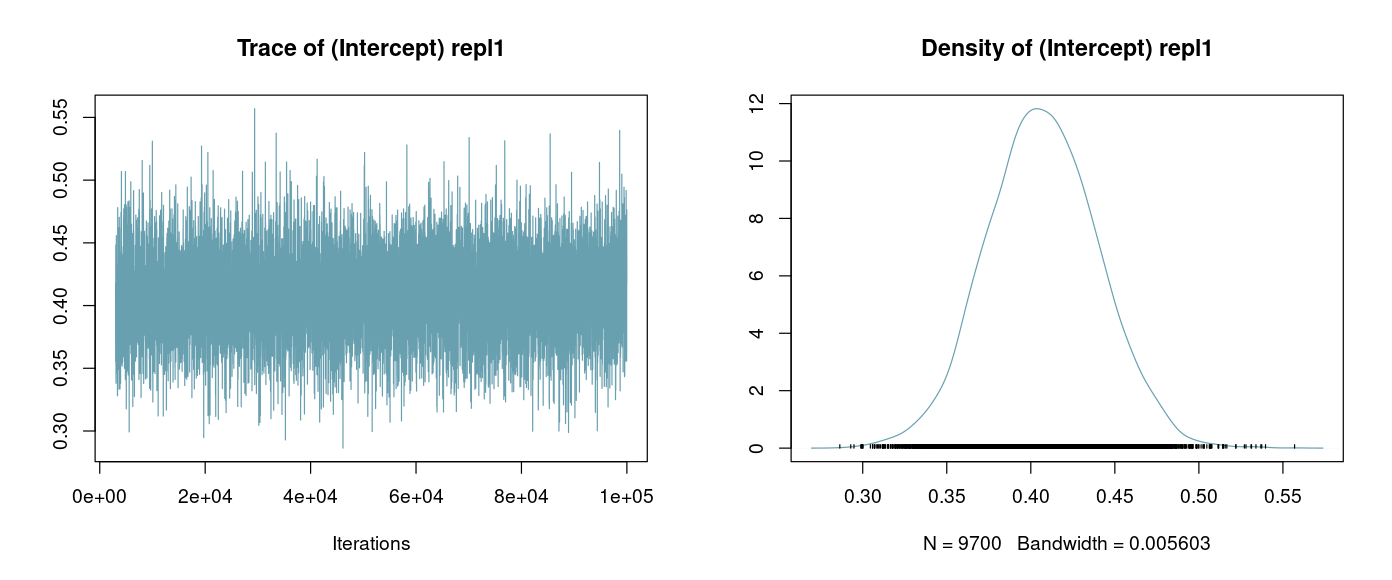 Trace of (Intercept) repl1
0.55
0.50
0.45
0.40
0.35
0.30
0e+00 2e+04 4e+04 6e+04 8e+04 1e+05
Iterations
Density of (Intercept) repl1
12
10
8
6
4
2
0
0.30 0.35 0.40 0.45 0.50 0.55
N = 9700 Bandwidth = 0.005603